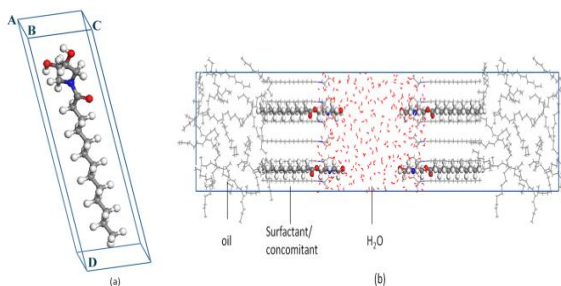 A
B
C
D
(a)
oil
Surfactant/
concomitant
H₂O
(b)